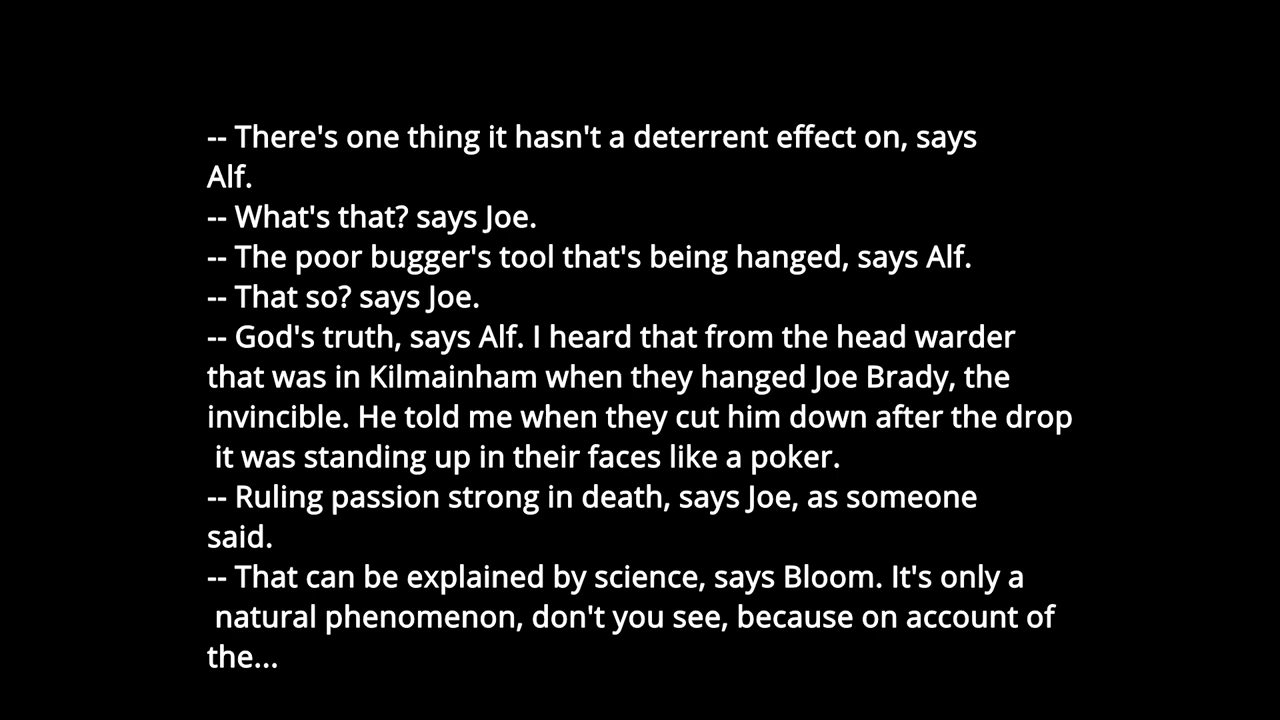 -- There's one thing it hasn't a deterrent effect on, says
Alf.
-- What's that? says Joe.
-- The poor bugger's tool that's being hanged, says Alf.
-- That so? says Joe.
-- God's truth, says Alf. I heard that from the head warder
that was in Kilmainham when they hanged Joe Brady, the
invincible. He told me when they cut him down after the drop
it was standing up in their faces like a poker.
-- Ruling passion strong in death, says Joe, as someone
said.
-- That can be explained by science, says Bloom. It's only a
natural phenomenon, don't you see, because on account of
the...